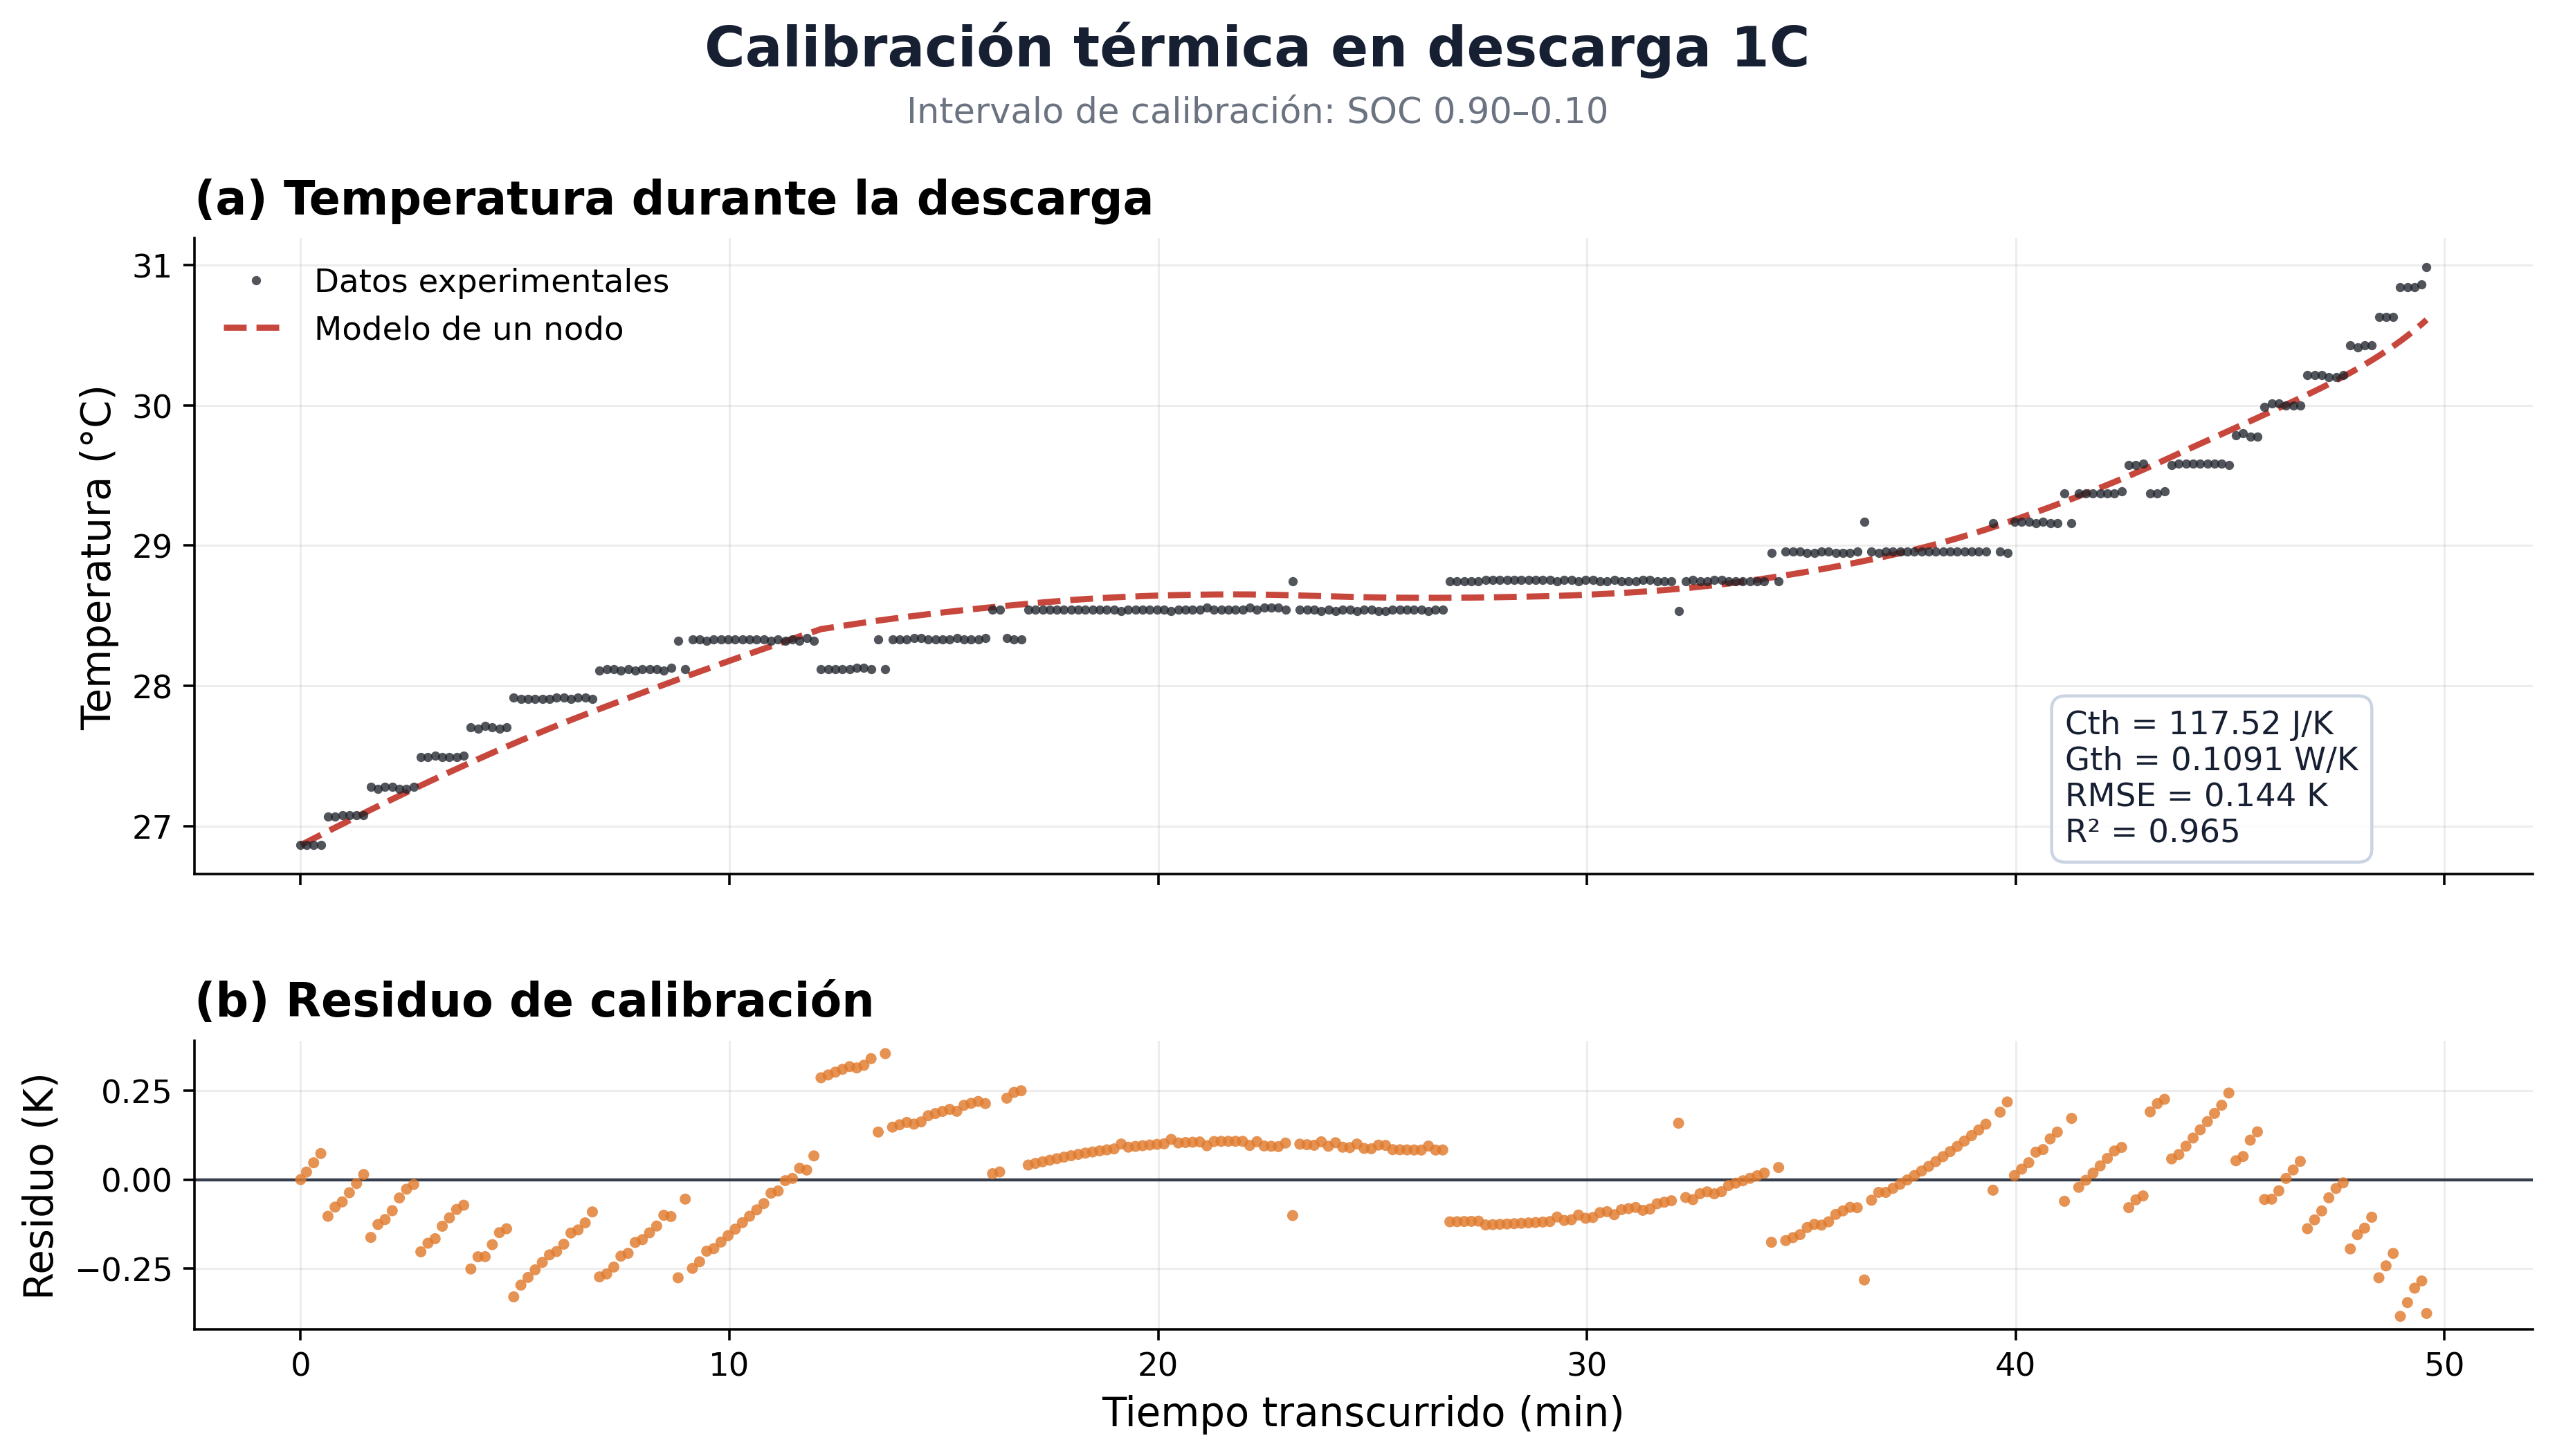 Calibración térmica en descarga 1C
Intervalo de calibración: SOC 0.90–0.10
(a) Temperatura durante la descarga
Temperatura (°C)
31
30
29
28
27
Datos experimentales
Modelo de un nodo
Cth = 117.52 J/K
Gth = 0.1091 W/K
RMSE = 0.144 K
R² = 0.965
(b) Residuo de calibración
Residuo (K)
0.25
0.00
−0.25
0 10 20 30 40 50
Tiempo transcurrido (min)